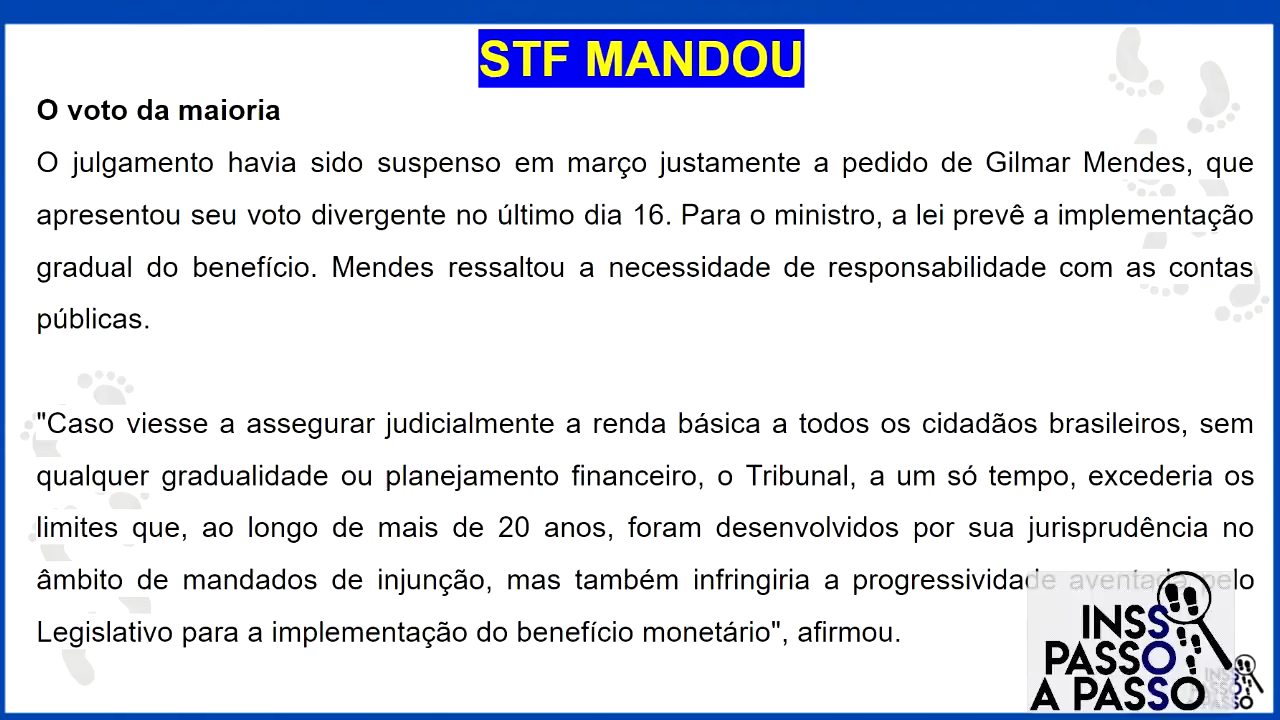 STF MANDOU
O voto da maioria
O julgamento havia sido suspenso em março justamente a pedido de Gilmar Mendes, que
apresentou seu voto divergente no último dia 16. Para o ministro, a lei prevê a implementação
gradual do benefício. Mendes ressaltou a necessidade de responsabilidade com as contas
públicas.
"Caso viesse a assegurar judicialmente a renda básica a todos os cidadãos brasileiros, sem
qualquer gradualidade ou planejamento financeiro, o Tribunal, a um só tempo, excederia os
limites que, ao longo de mais de 20 anos, foram desenvolvidos por sua jurisprudência no
âmbito de mandados de injunção, mas também infringiria a progressividade aventada pelo
Legislativo para a implementação do benefício monetário", afirmou.
INSS
PASSO
A PASSO
INSS
PASSO
A PASSO